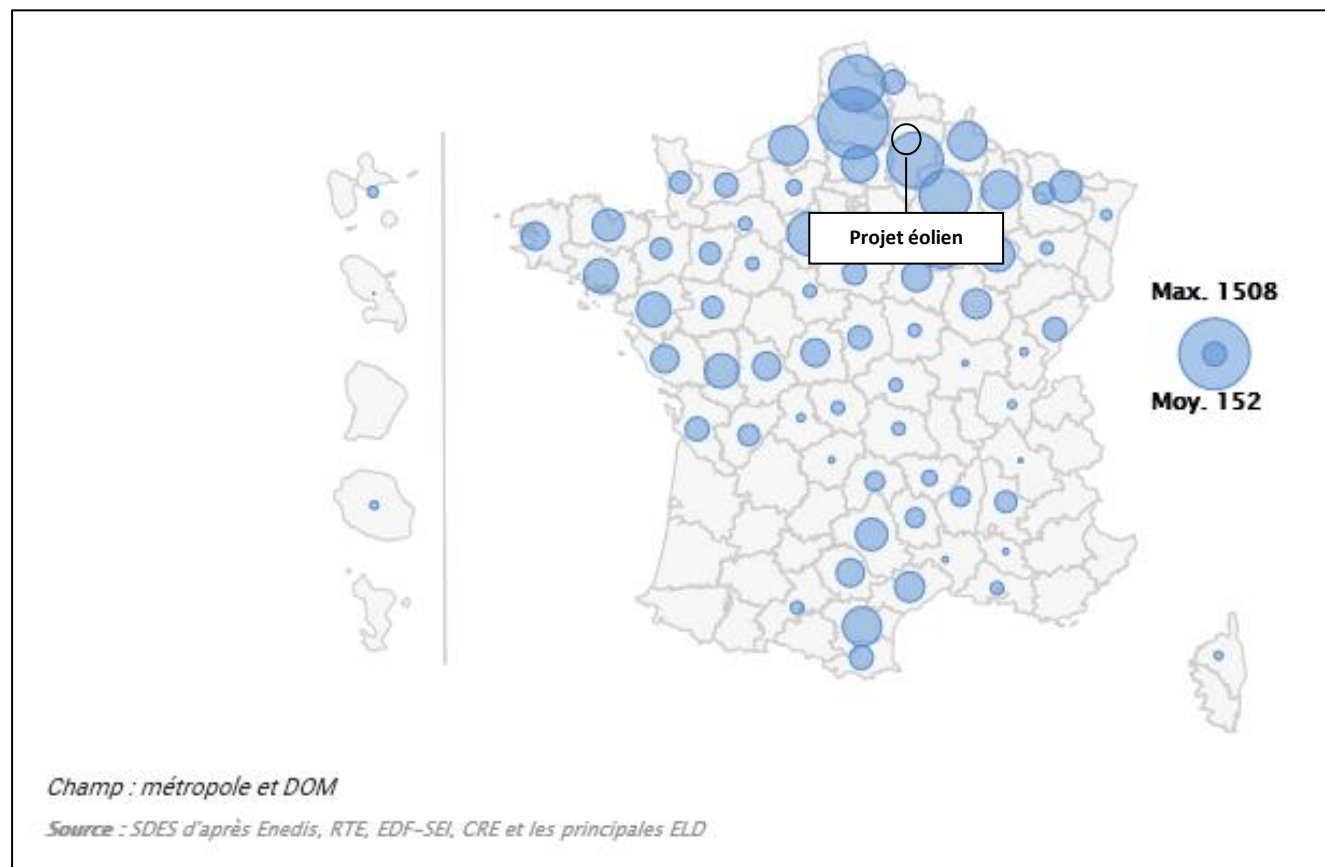 Projet éolien
Max. 1508
Moy. 152
Champ : métropole et DOM
Source : SDES d'après Enedis, RTE, EDF-SEI, CRE et les principales ELD